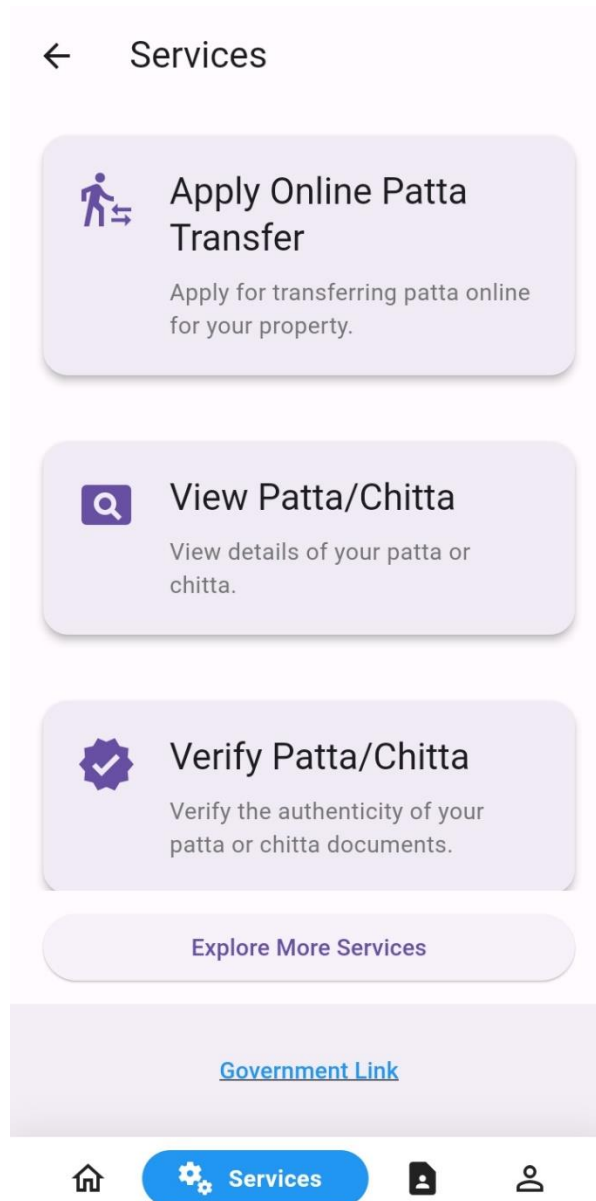 Services
Apply Online Patta
Transfer
Apply for transferring patta online
for your property.
View Patta/Chitta
View details of your patta or
chitta.
Verify Patta/Chitta
Verify the authenticity of your
patta or chitta documents.
Explore More Services
Government Link
Services